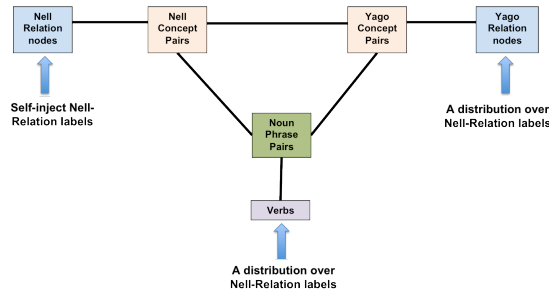 Nell
Relation
nodes
Nell
Concept
Pairs
Yago
Concept
Pairs
Yago
Relation
nodes
Self-inject Nell-
Relation labels
A distribution over
Nell-Relation labels
Noun
Phrase
Pairs
Verbs
A distribution over
Nell-Relation labels